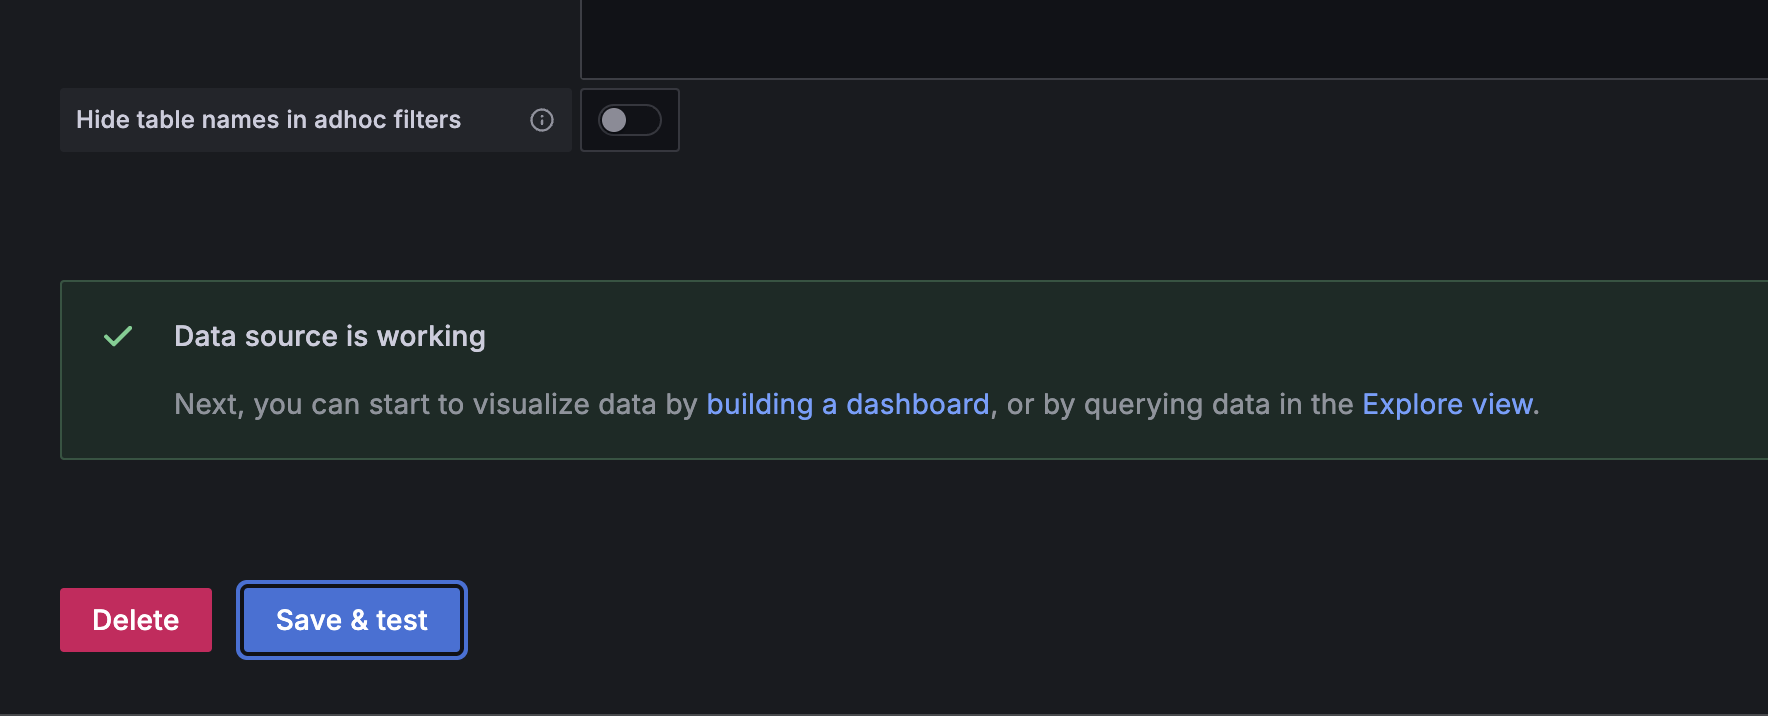 Hide table names in adhoc filters
Data source is working
Next, you can start to visualize data by building a dashboard, or by querying data in the Explore view.
Delete
Save & test